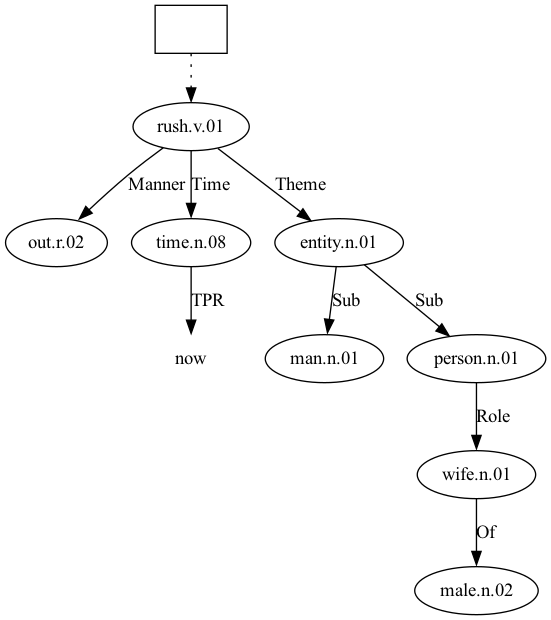 rush.v.01
Manner Time Theme
out.r.02 time.n.08 entity.n.01
TPR Sub Sub
now man.n.01 person.n.01
Role
wife.n.01
Of
male.n.02